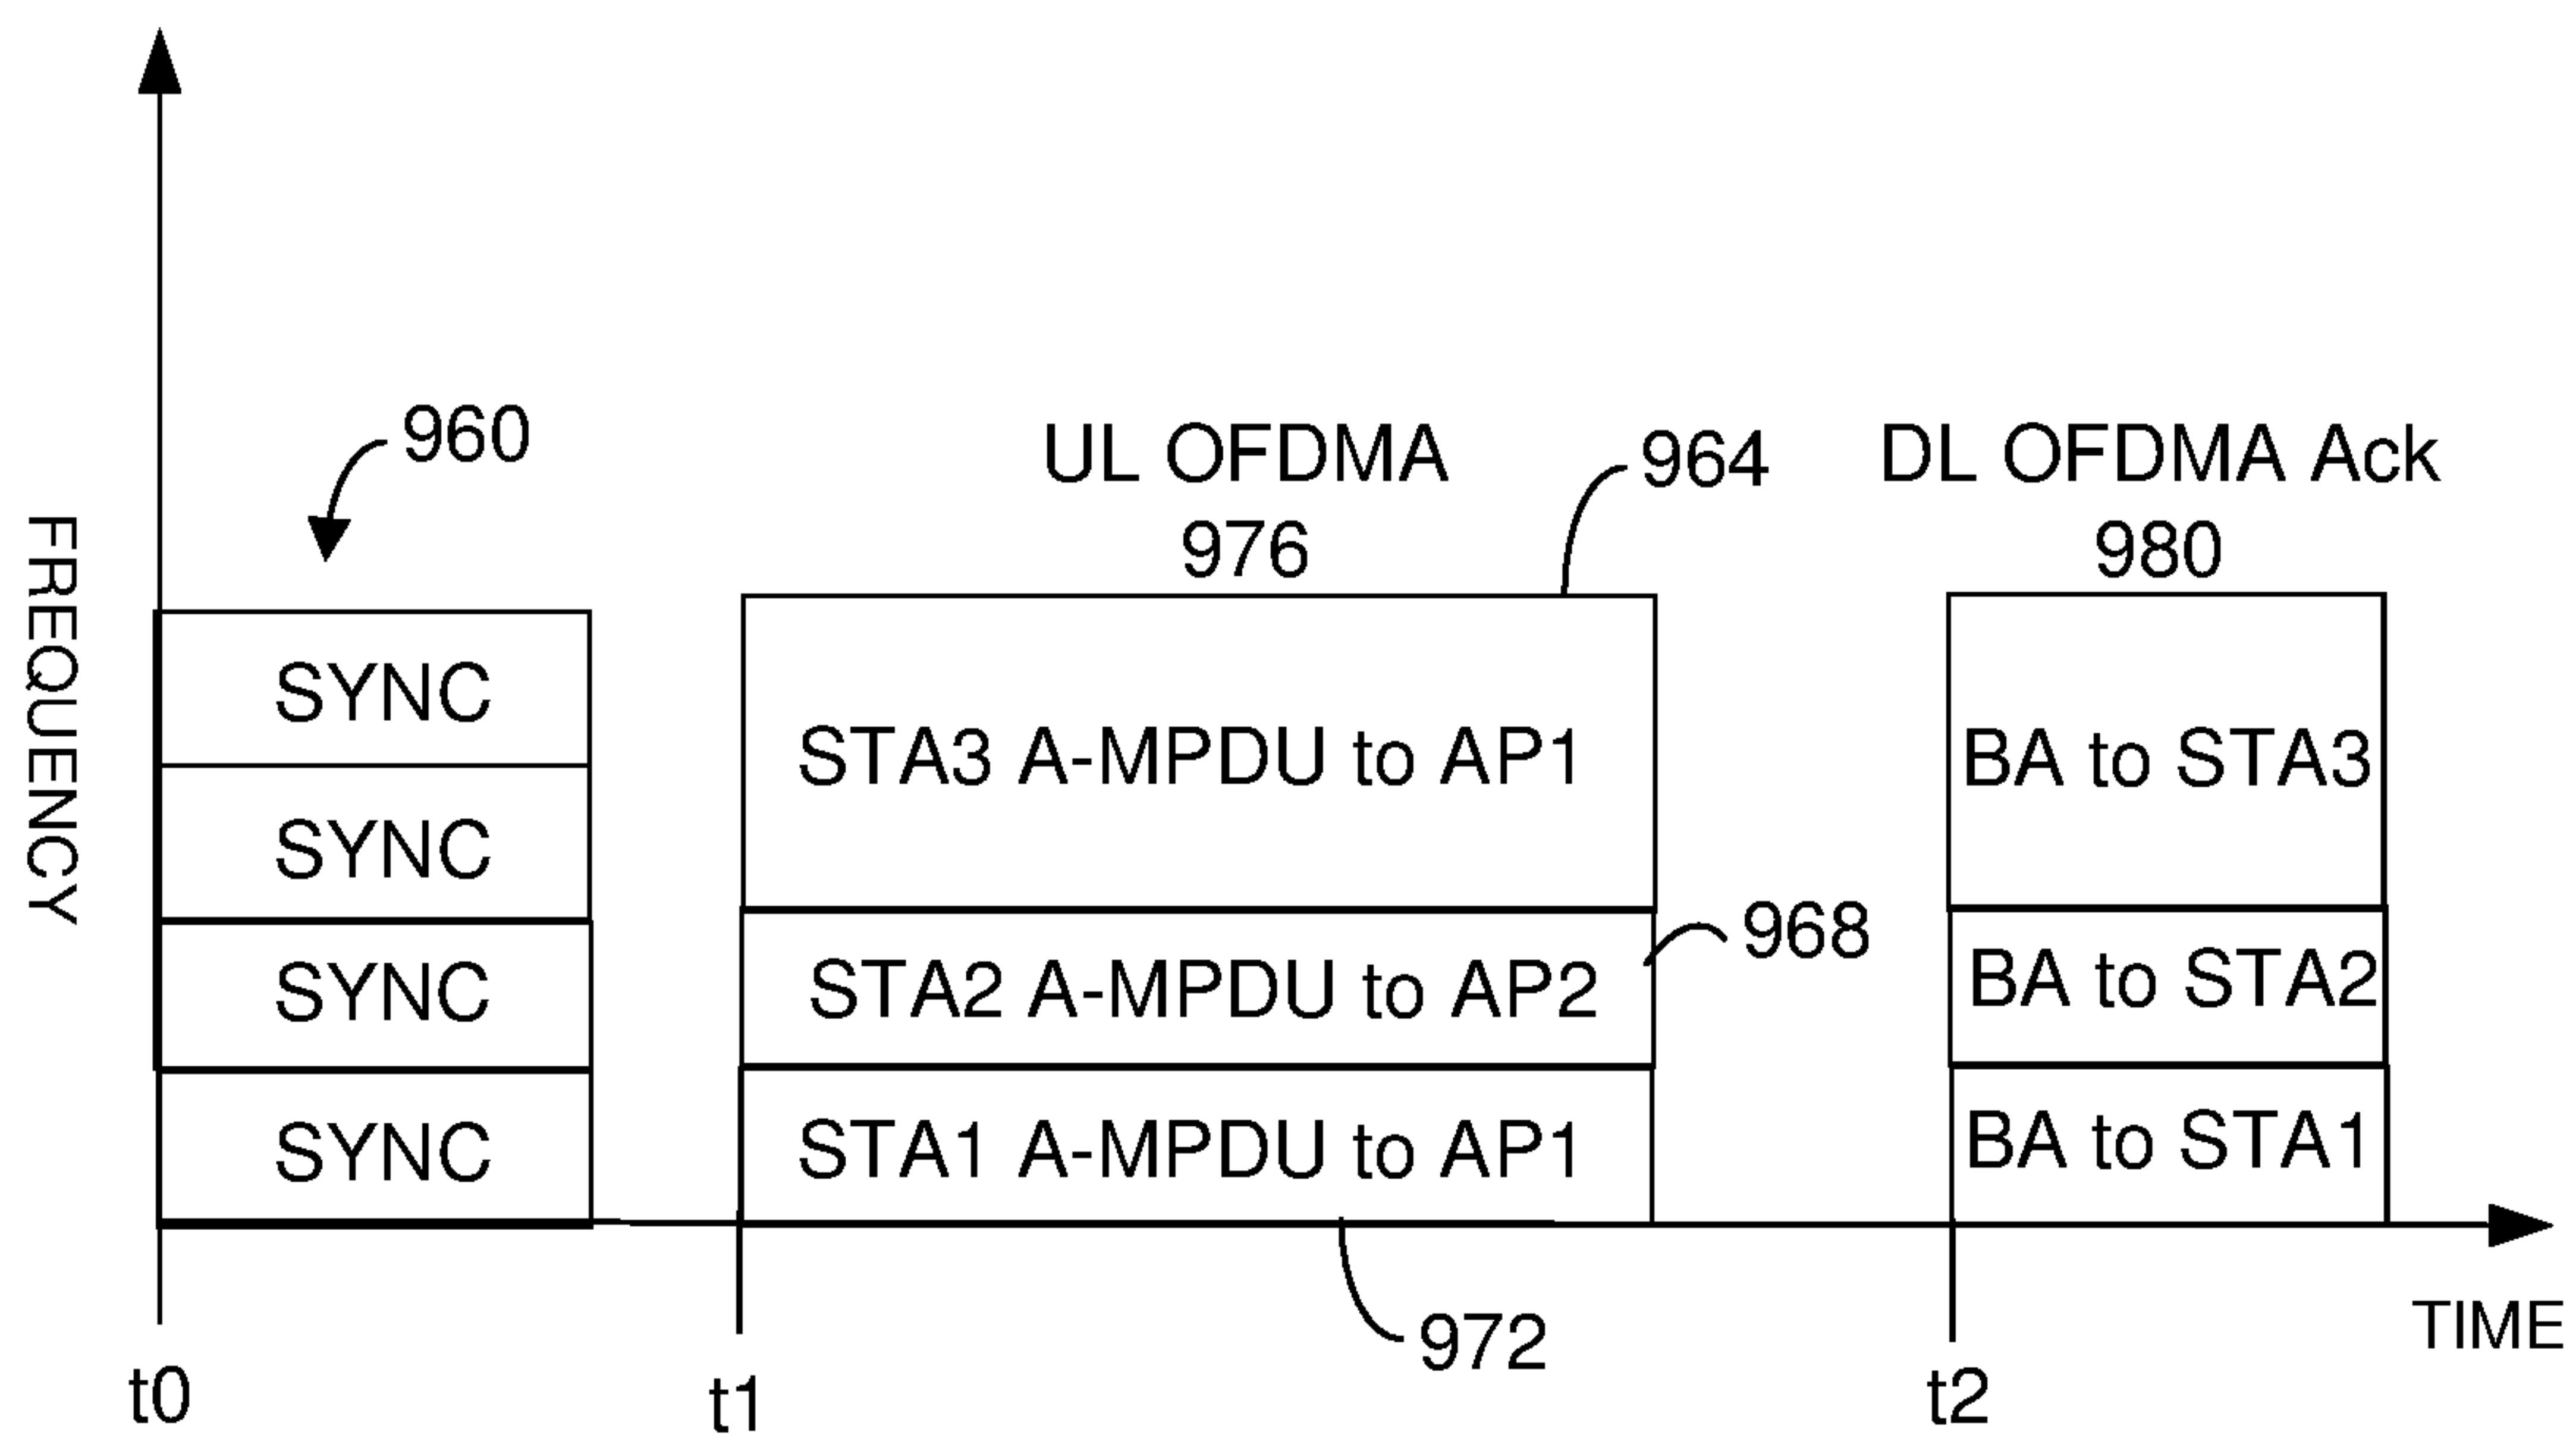 960
UL OFDMA
976
964
DL OFDMA Ack
980
FREQUENCY
SYNC
SYNC
SYNC
SYNC
STA3 A-MPDU to AP1
STA2 A-MPDU to AP2
968
STA1 A-MPDU to AP1
972
BA to STA3
BA to STA2
BA to STA1
TIME
t0
t1
t2